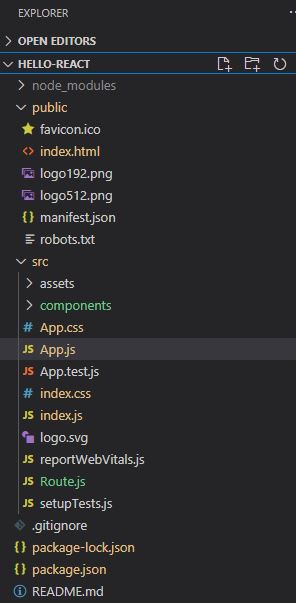 EXPLORER
OPEN EDITORS
HELLO-REACT
node_modules
public
favicon.ico
index.html
logo192.png
logo512.png
manifest.json
robots.txt
src
assets
components
App.css
JS App.js
JS App.test.js
index.css
JS index.js
logo.svg
JS reportWebVitals.js
JS Route.js
JS setupTests.js
.gitignore
package-lock.json
package.json
README.md